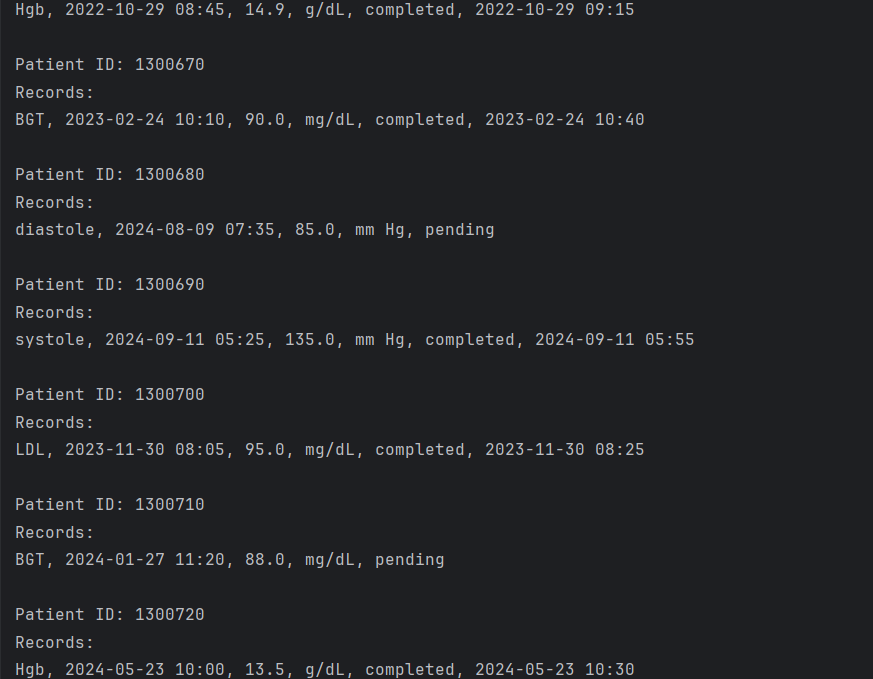 Hgb, 2022-10-29 08:45, 14.9, g/dL, completed, 2022-10-29 09:15
Patient ID: 1300670
Records:
BGT, 2023-02-24 10:10, 90.0, mg/dL, completed, 2023-02-24 10:40
Patient ID: 1300680
Records:
diastole, 2024-08-09 07:35, 85.0, mm Hg, pending
Patient ID: 1300690
Records:
systole, 2024-09-11 05:25, 135.0, mm Hg, completed, 2024-09-11 05:55
Patient ID: 1300700
Records:
LDL, 2023-11-30 08:05, 95.0, mg/dL, completed, 2023-11-30 08:25
Patient ID: 1300710
Records:
BGT, 2024-01-27 11:20, 88.0, mg/dL, pending
Patient ID: 1300720
Records:
Hgb, 2024-05-23 10:00, 13.5, g/dL, completed, 2024-05-23 10:30